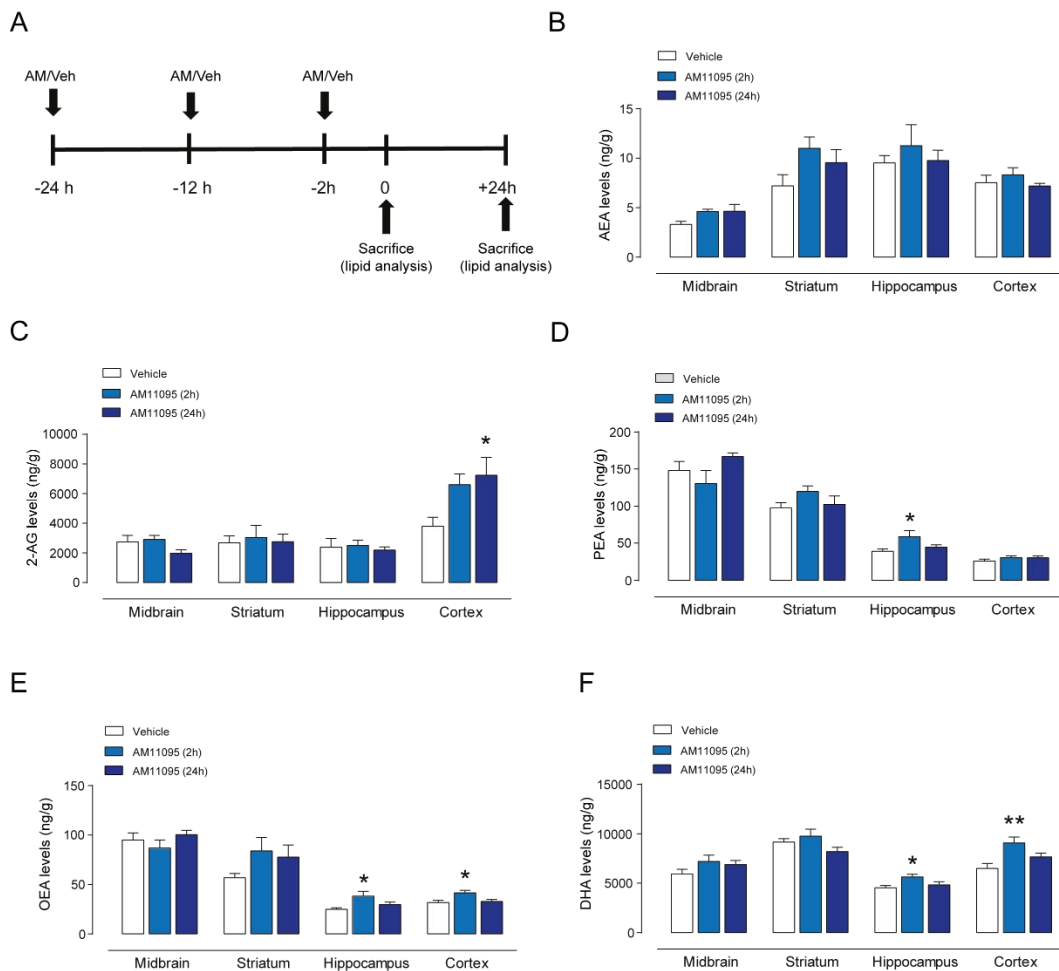 A
AM/Veh AM/Veh AM/Veh
-24 h -12 h -2h 0 +24h
Sacrifice Sacrifice
(lipid analysis) (lipid analysis)
B
Vehicle
AM11095 (2h)
AM11095 (24h)
AEA levels (ng/g)
15
10
5
0
Midbrain Striatum Hippocampus Cortex
C
Vehicle
AM11095 (2h)
AM11095 (24h)
2-AG levels (ng/g)
10000
8000
6000
4000
2000
0
*
Midbrain Striatum Hippocampus Cortex
D
Vehicle
AM11095 (2h)
AM11095 (24h)
PEA levels (ng/g)
200
150
100
50
0
*
Midbrain Striatum Hippocampus Cortex
E
Vehicle
AM11095 (2h)
AM11095 (24h)
OEA levels (ng/g)
150
100
50
0
* *
Midbrain Striatum Hippocampus Cortex
F
Vehicle
AM11095 (2h)
AM11095 (24h)
DHA levels (ng/g)
15000
10000
5000
0
* **
Midbrain Striatum Hippocampus Cortex